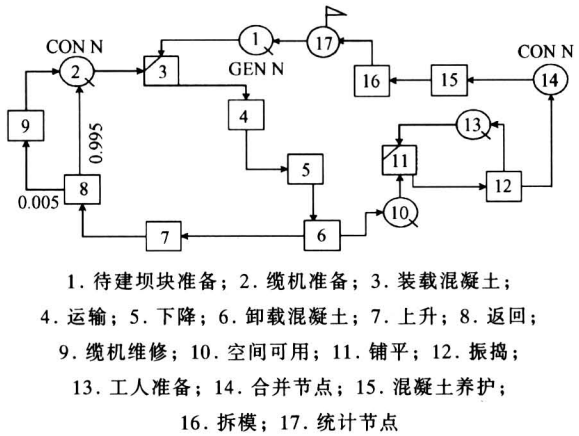 CON N
2
3
1
GEN N
17
16
15
CON N
14
9
0.995
4
13
11
12
8
0.005
5
10
7
6
1. 待建坝块准备；2. 缆机准备；3. 装载混凝土；
4. 运输；5. 下降；6. 卸载混凝土；7. 上升；8. 返回；
9. 缆机维修；10. 空间可用；11. 铺平；12. 振捣；
13. 工人准备；14. 合并节点；15. 混凝土养护；
16. 拆模；17. 统计节点